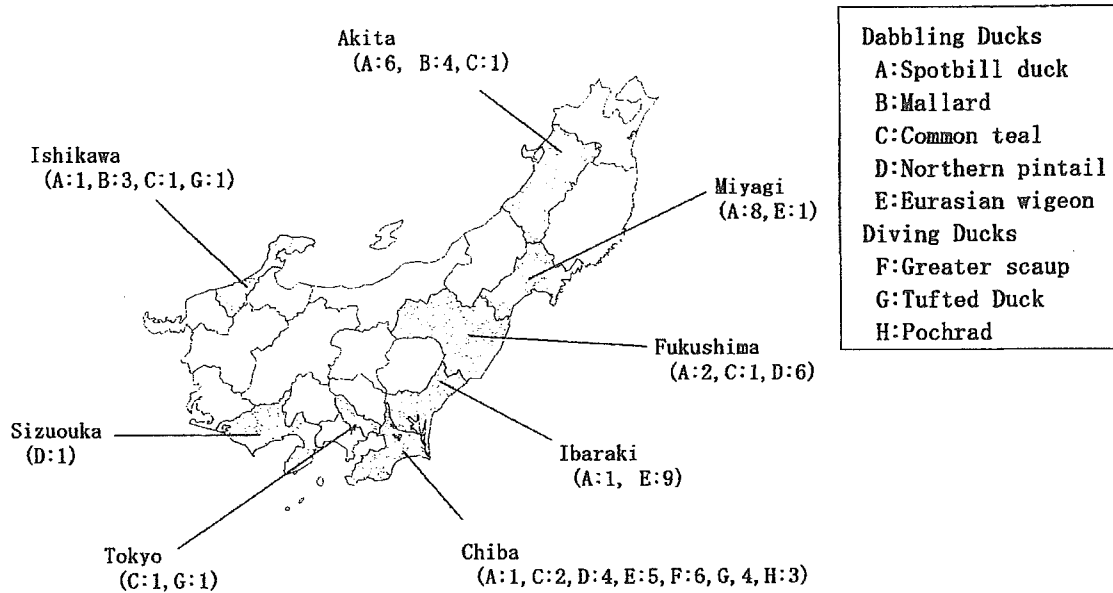 Akita
(A:6, B:4,C:1)
Ishikawa
(A:1,B:3,C:1,G:1)
Miyagi
(A:8,E:1)
Fukushima
(A:2,C:1,D:6)
Sizuouka
(D:1)
Ibaraki
(A:1, E:9)
Tokyo
(C:1,G:1)
Chiba
(A:1,C:2,D:4,E:5,F:6,G,4,H:3)
Dabbling Ducks
A:Spotbill duck
B:Mallard
C:Common teal
D:Northern pintail
E:Eurasian wigeon
Diving Ducks
F:Greater scaup
G:Tufted Duck
H:Pochrad